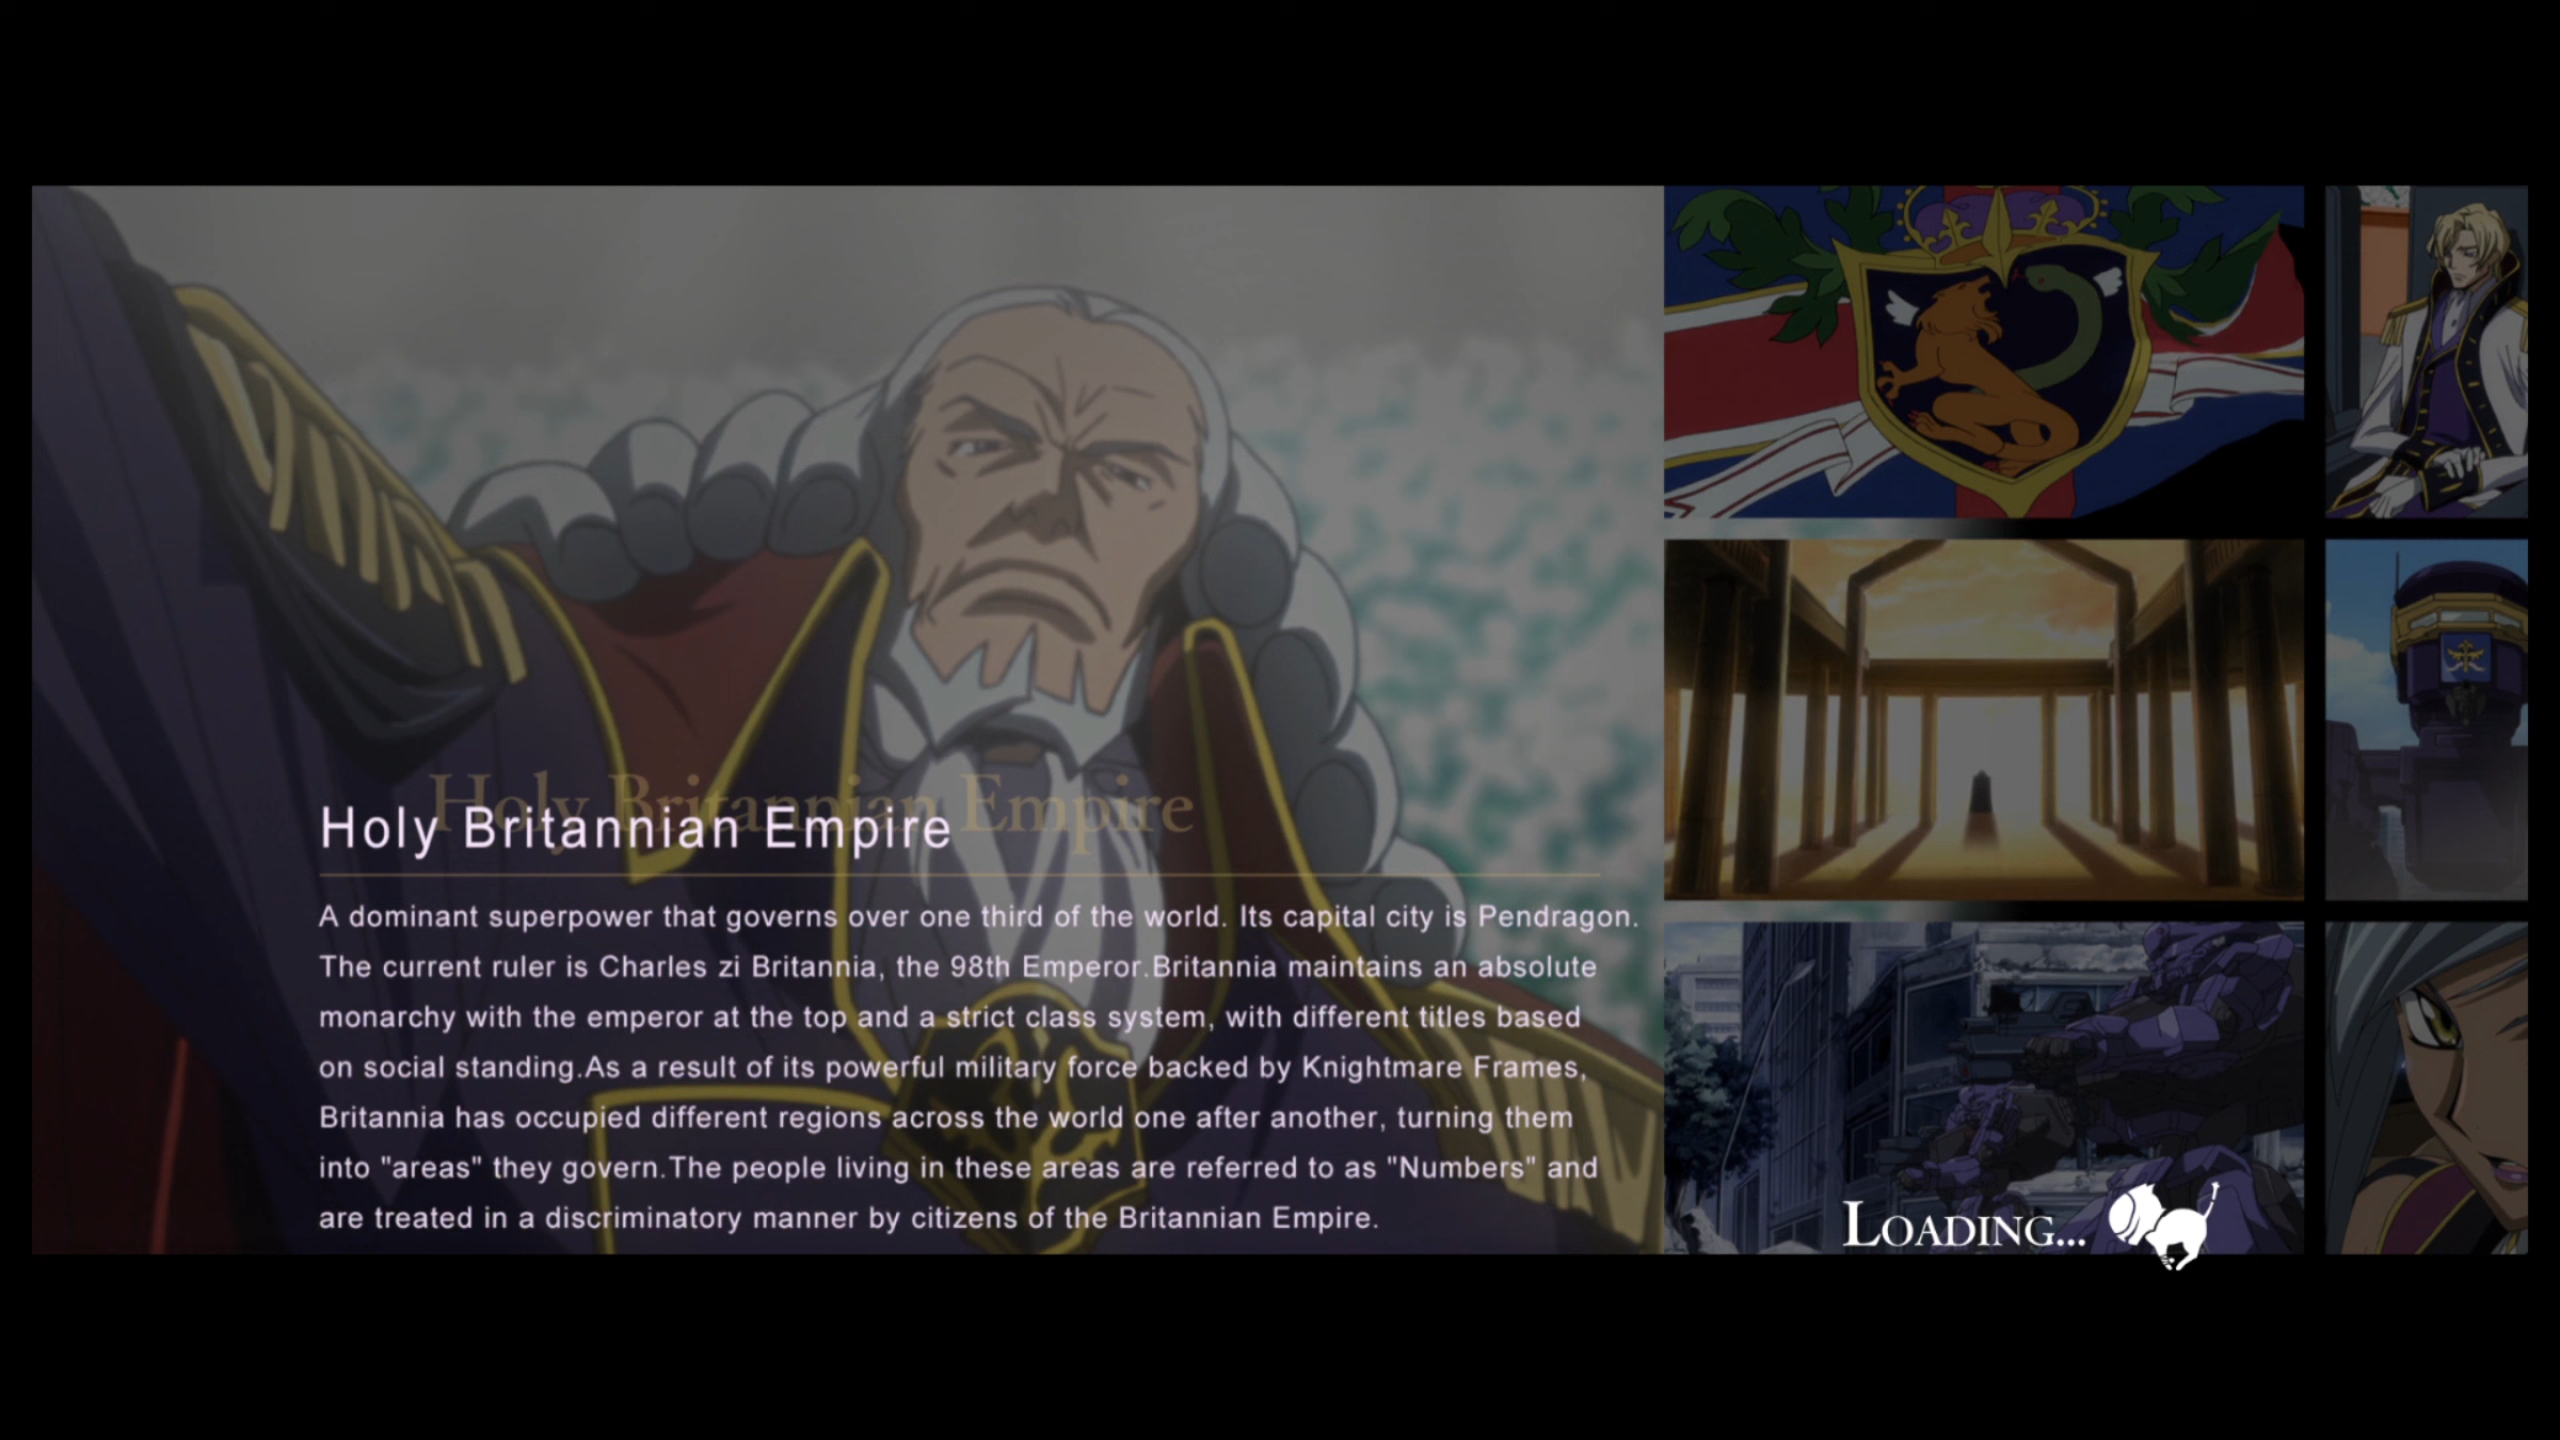 Holy Britannian Empire
Holy Britannian Empire
A dominant superpower that governs over one third of the world. Its capital city is Pendragon.
The current ruler is Charles zi Britannia, the 98th Emperor.Britannia maintains an absolute
monarchy with the emperor at the top and a strict class system, with different titles based
on social standing.As a result of its powerful military force backed by Knightmare Frames,
Britannia has occupied different regions across the world one after another, turning them
into "areas" they govern.The people living in these areas are referred to as "Numbers" and
are treated in a discriminatory manner by citizens of the Britannian Empire.
LOADING...